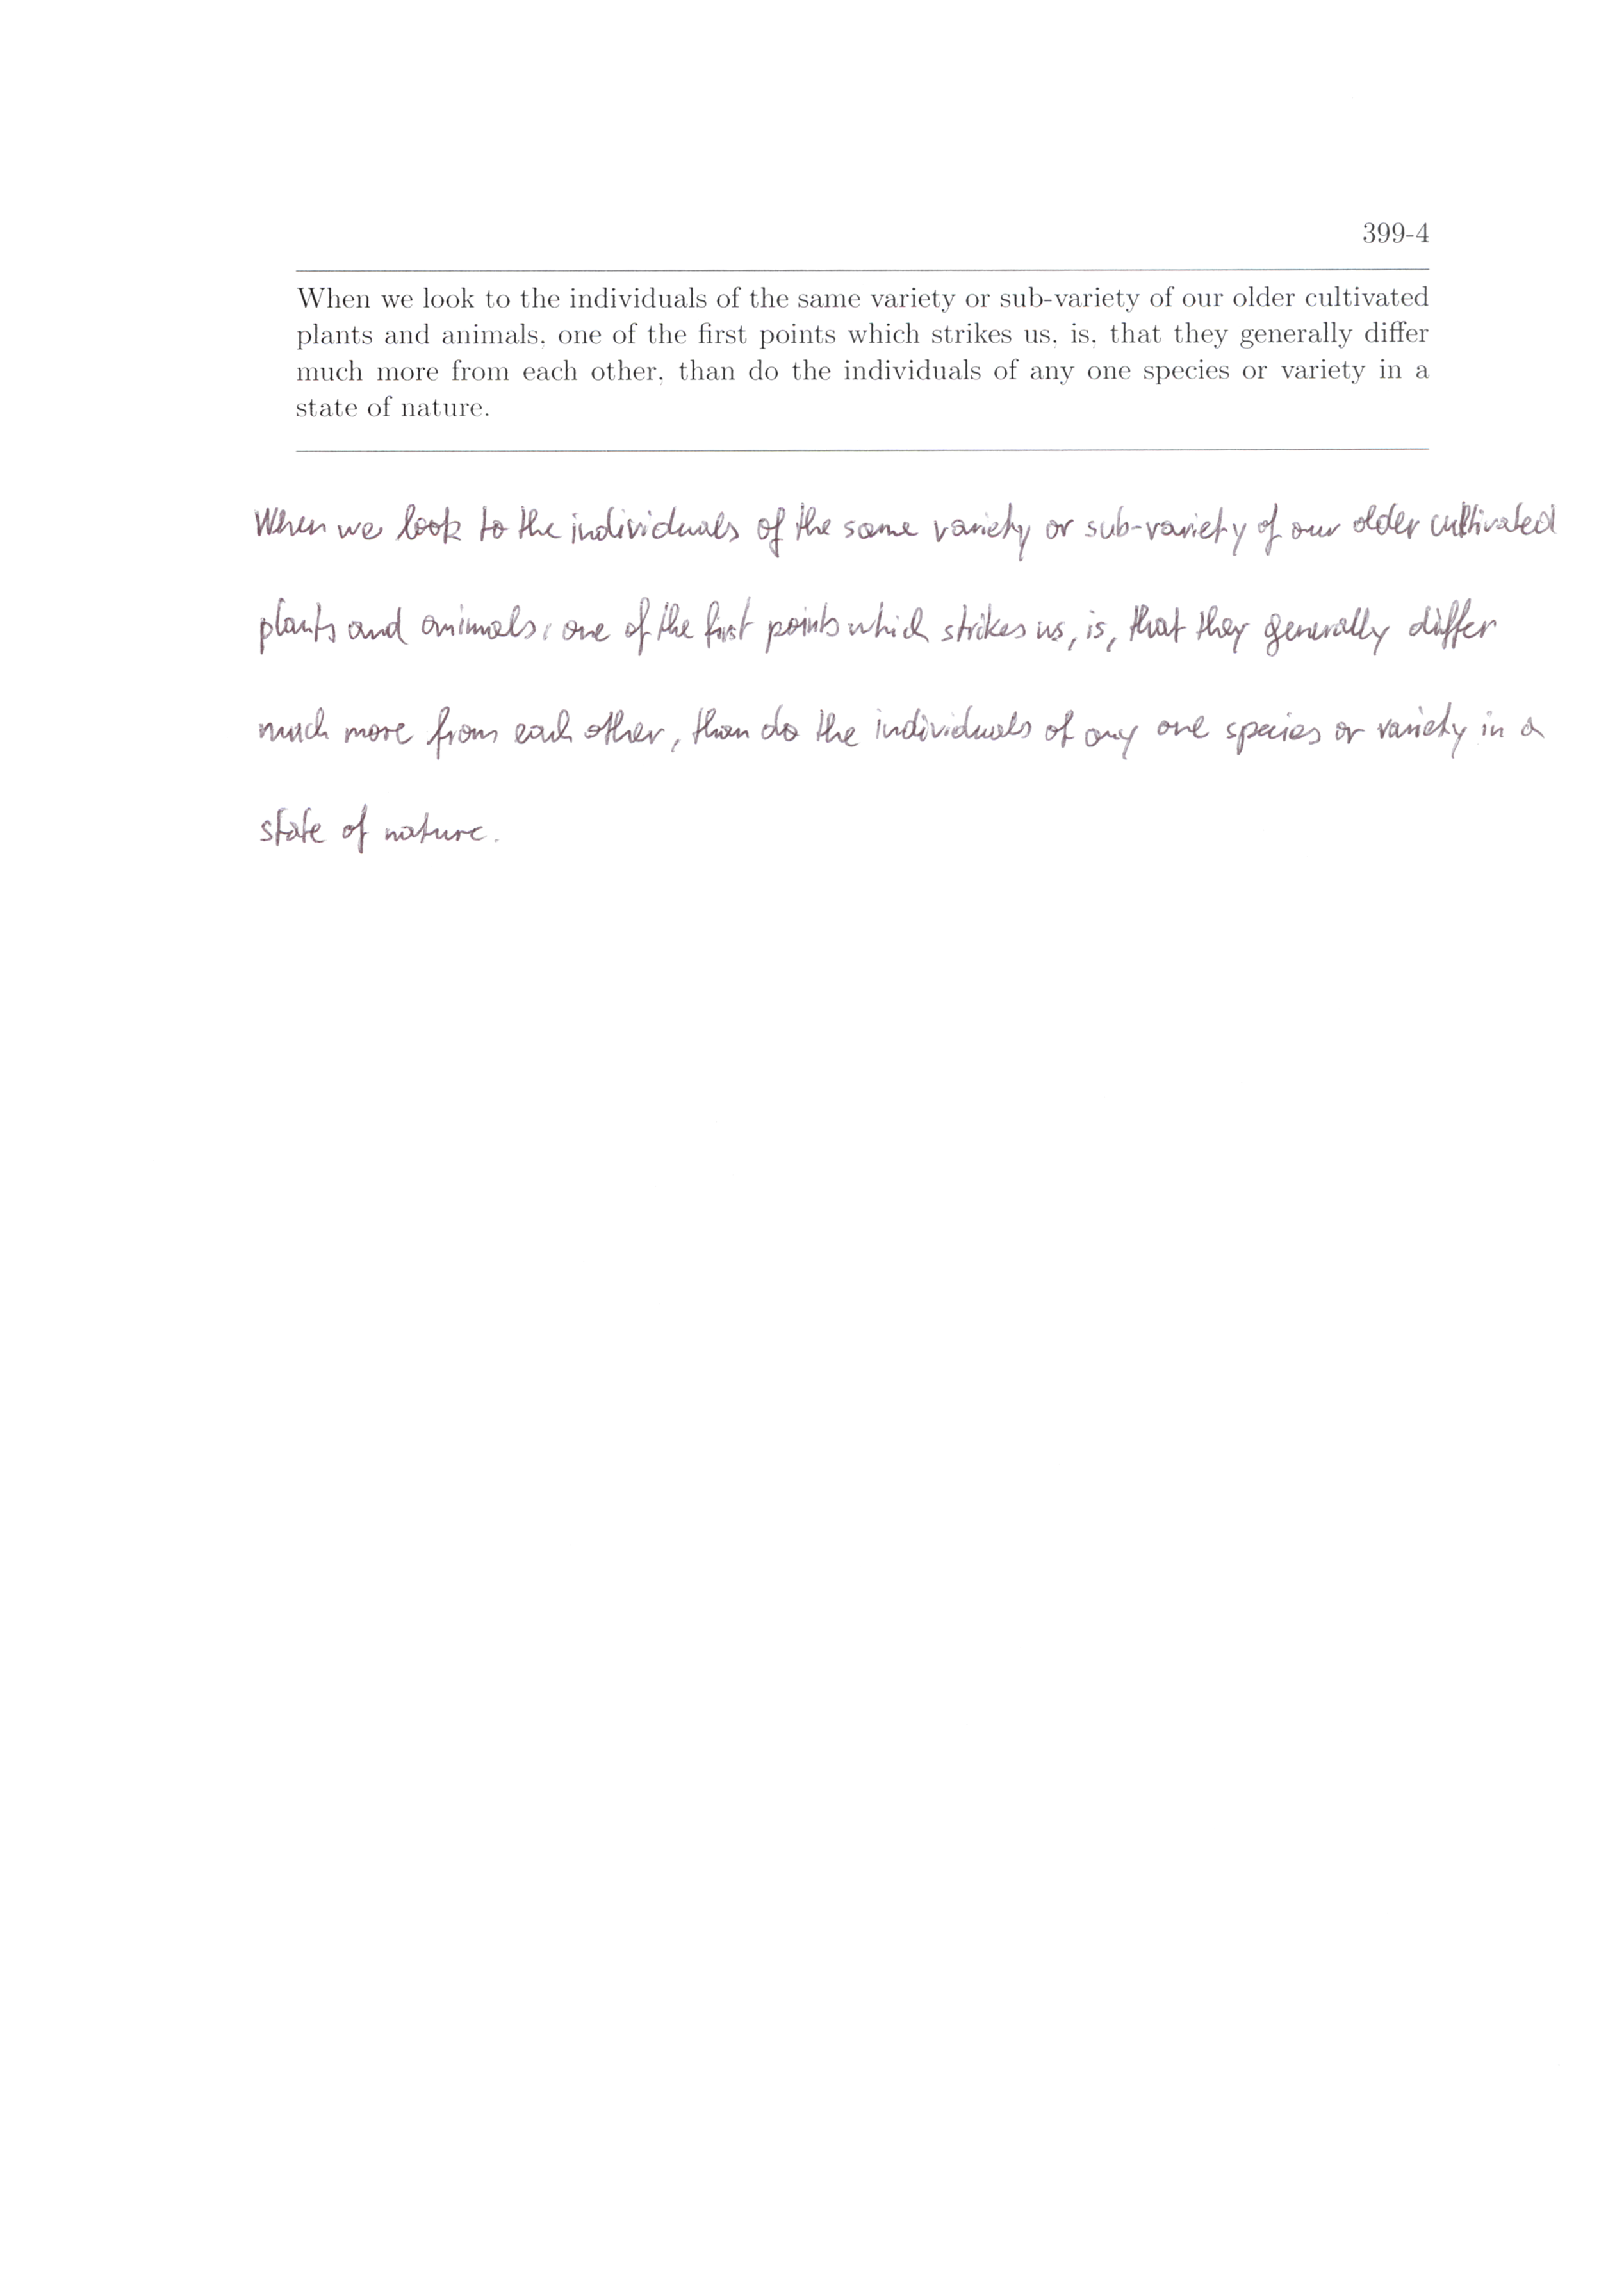 399-4
When we look to the individuals of the same variety or sub-variety of our older cultivated
plants and animals, one of the first points which strikes us, is, that they generally differ
much more from each other, than do the individuals of any one species or variety in a
state of nature.
When we look to the individuals of the same variety or sub-variety of our older cultivated
plants and animals, one of the first points which strikes us, is, that they generally differ
much more from each other, than do the individuals of any one species or variety in a
state of nature.